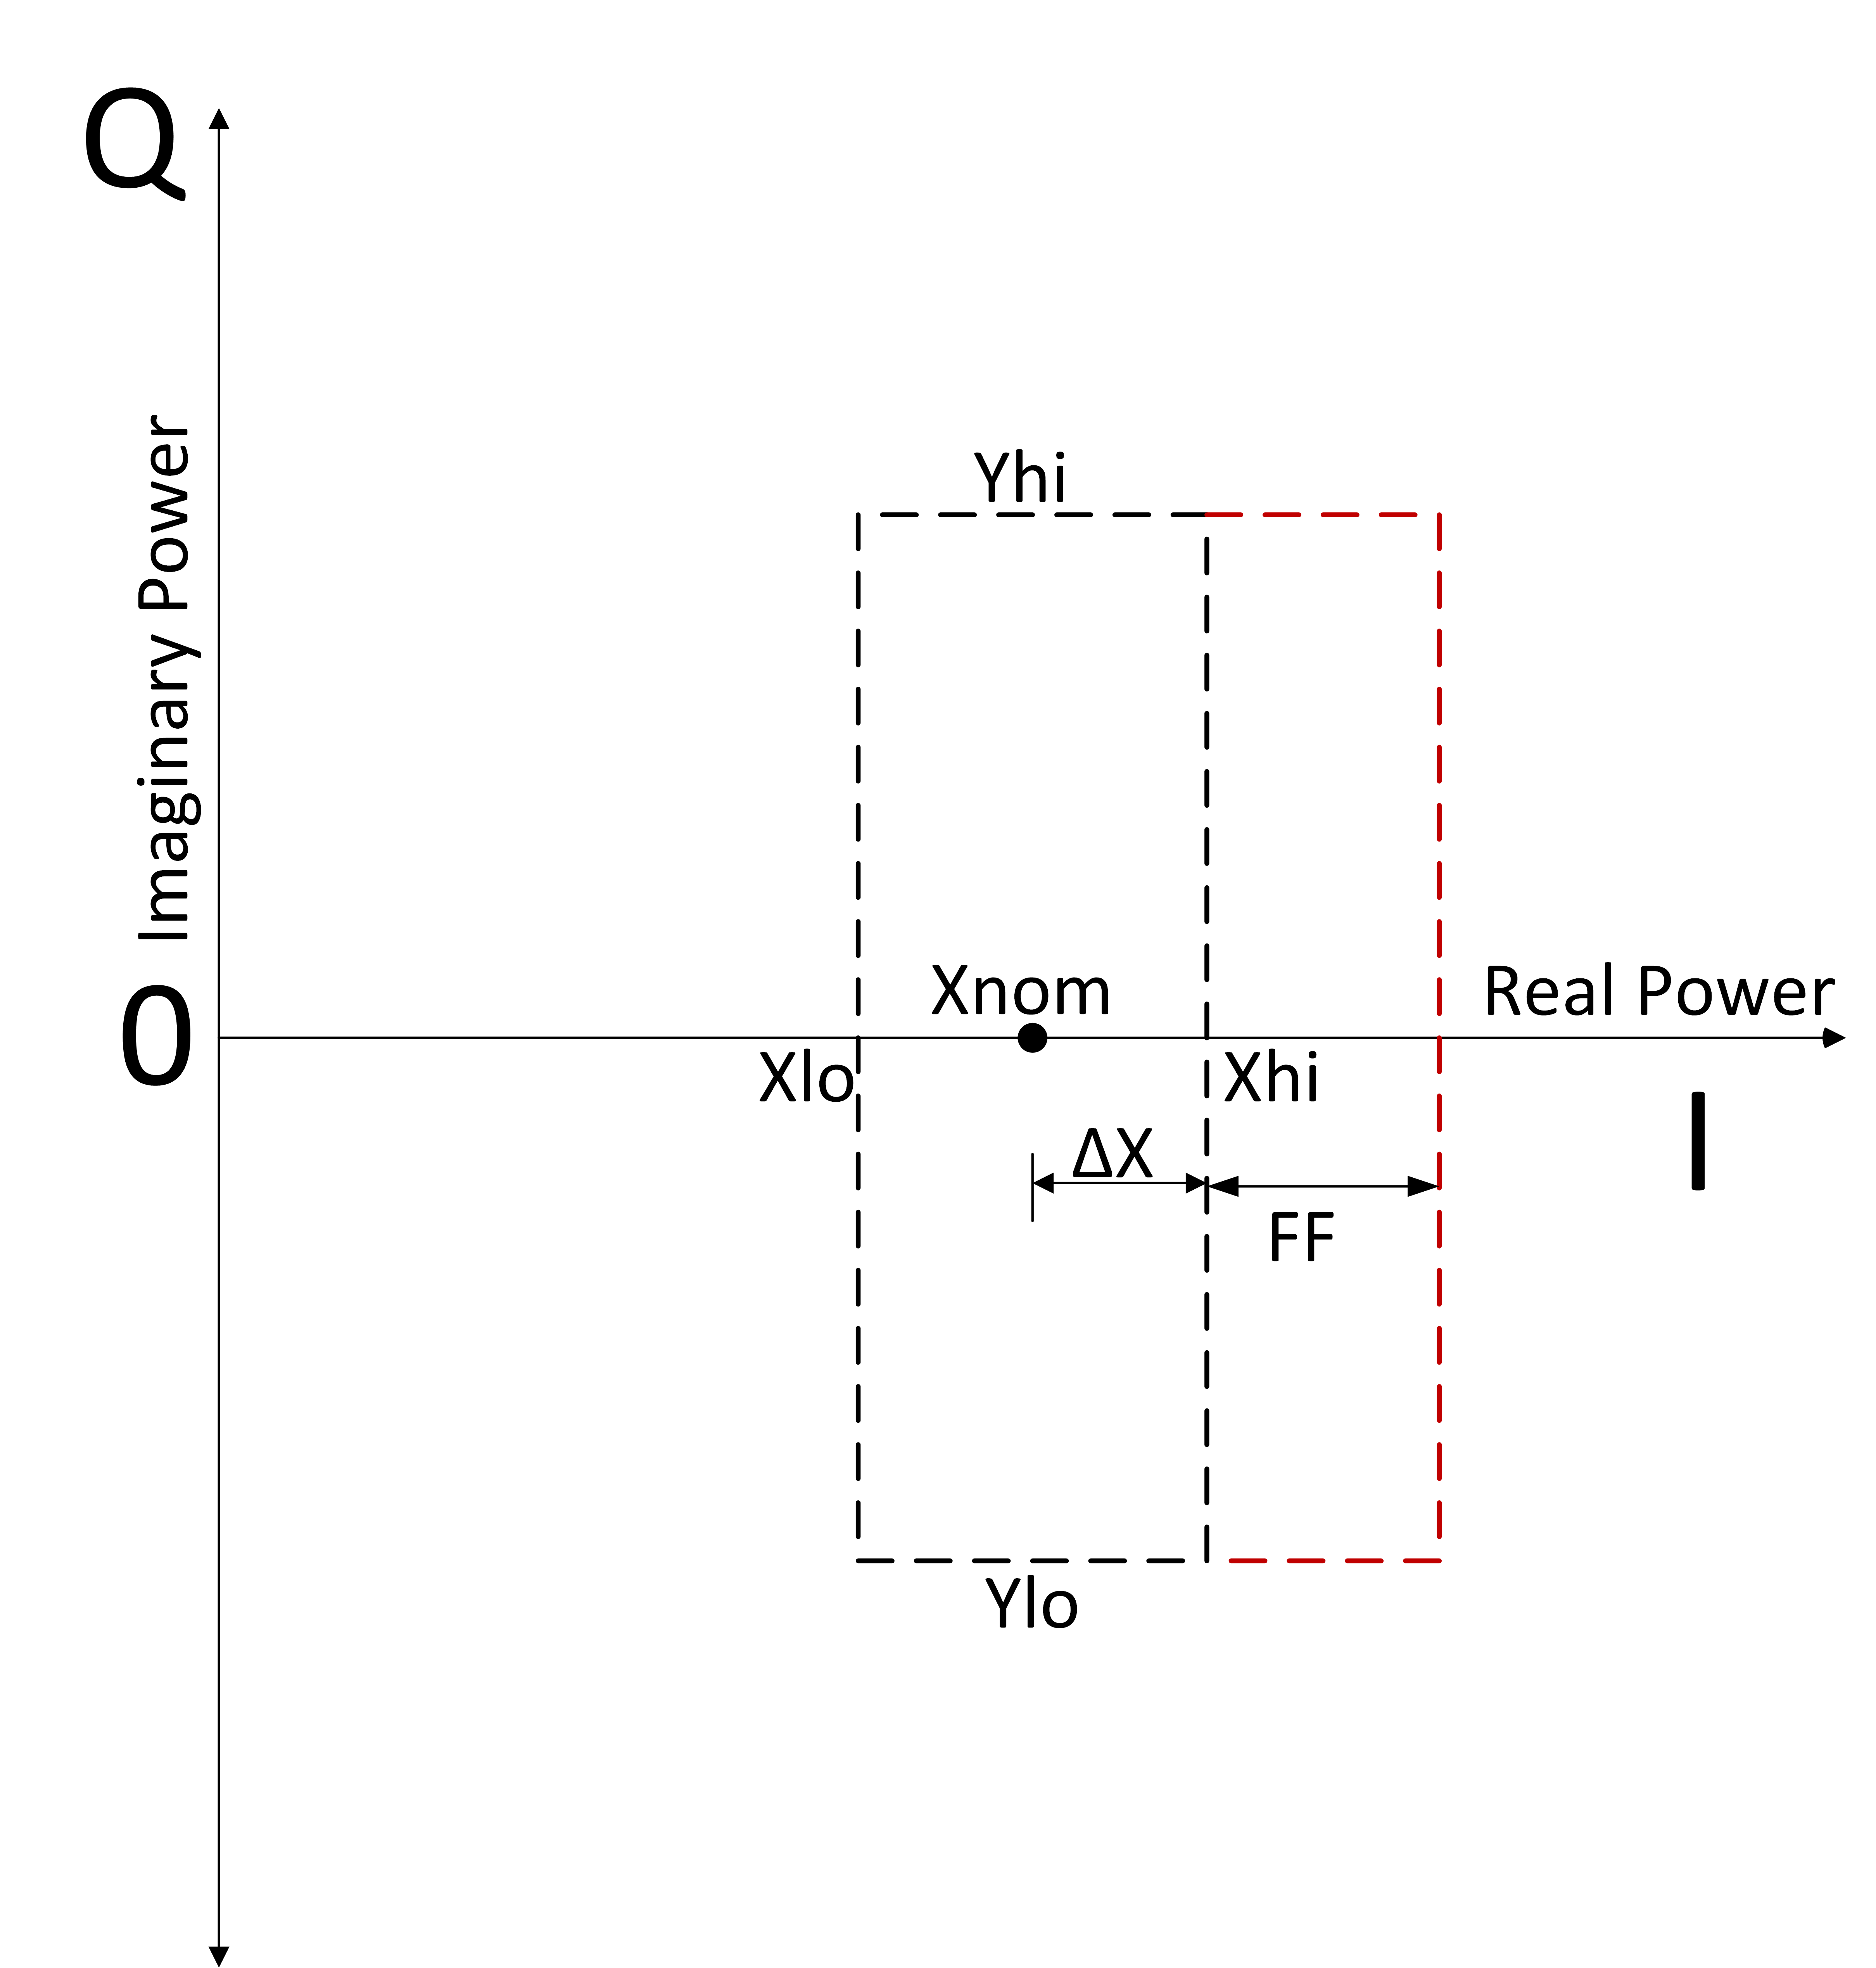 Q
Imaginary Power
Yhi
Xnom
Real Power
0
Xlo
Xhi
I
ΔX
FF
Ylo